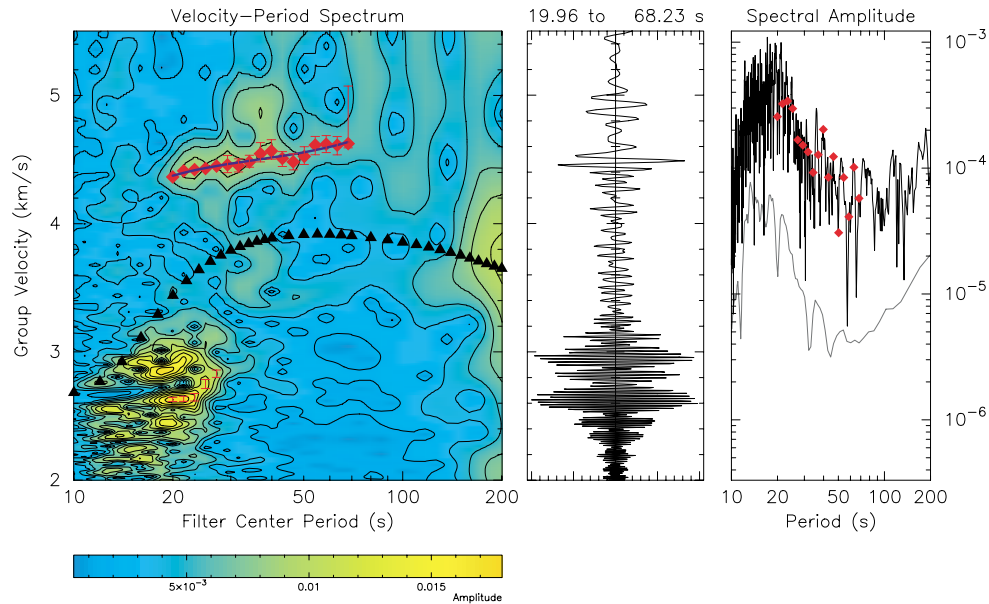 Velocity–Period Spectrum
19.96 to 68.23 s
Spectral Amplitude
5
4
3
2
Group Velocity (km/s)
10 20 50 100 200
Filter Center Period (s)
10⁻³
10⁻⁴
10⁻⁵
10⁻⁶
10 20 50 100 200
Period (s)
5×10⁻³ 0.01 0.015
Amplitude